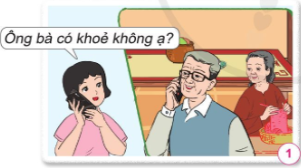 Ông bà có khoẻ không ạ?
1